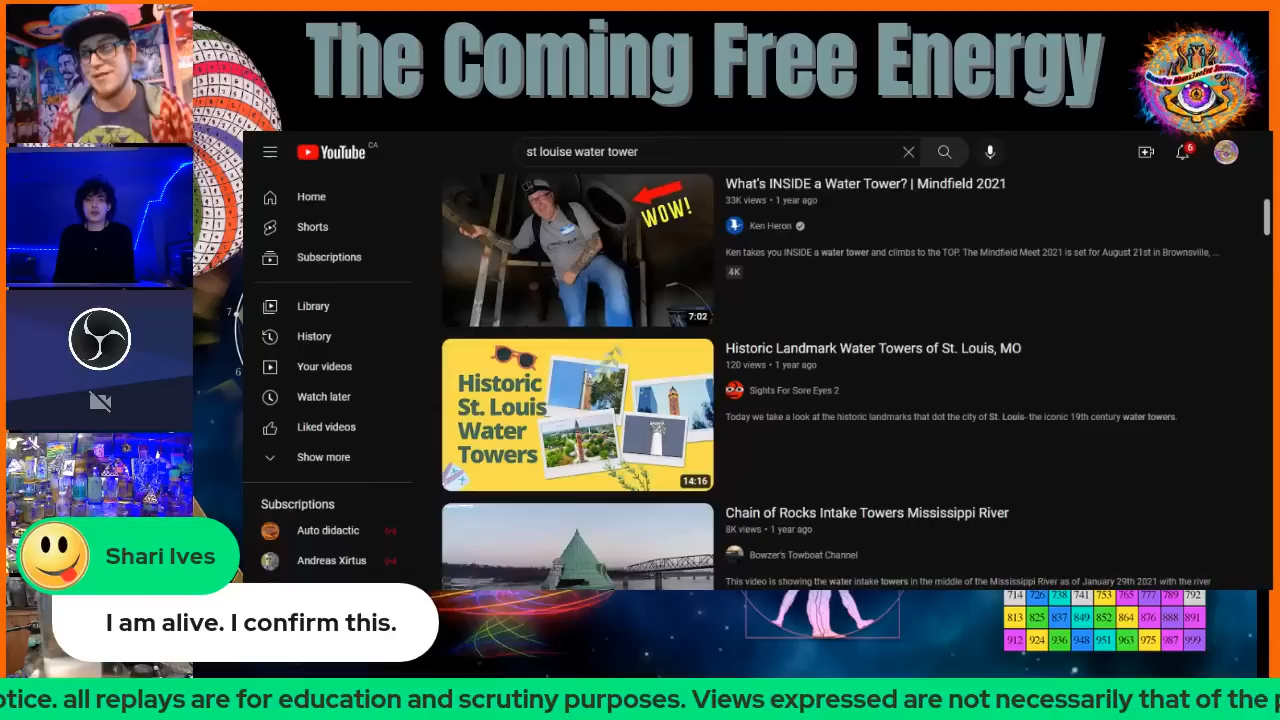 The Coming Free Energy
YouTube CA
st louise water tower
6
Home
Shorts
Subscriptions
Library
History
Your videos
Watch later
Liked videos
Show more
Subscriptions
Auto didactic
Andreas Xirtus
WOW!
7:02
What's INSIDE a Water Tower? | Mindfield 2021
33K views • 1 year ago
Ken Heron
Ken takes you INSIDE a water tower and climbs to the TOP. The Mindfield Meet 2021 is set for August 21st in Brownsville, ...
4K
Historic
St. Louis
Water
Towers
14:16
Historic Landmark Water Towers of St. Louis, MO
120 views • 1 year ago
Sights For Sore Eyes 2
Today we take a look at the historic landmarks that dot the city of St. Louis- the iconic 19th century water towers.
Chain of Rocks Intake Towers Mississippi River
8K views • 1 year ago
Bowzer's Towboat Channel
This video is showing the water intake towers in the middle of the Mississippi River as of January 29th 2021 with the river
7
6
Shari Ives
I am alive. I confirm this.
714 726 738 741 753 765 777 789 792
813 825 837 849 852 864 876 888 891
912 924 936 948 951 963 975 987 999
otice. all replays are for education and scrutiny purposes. Views expressed are not necessarily that of the p